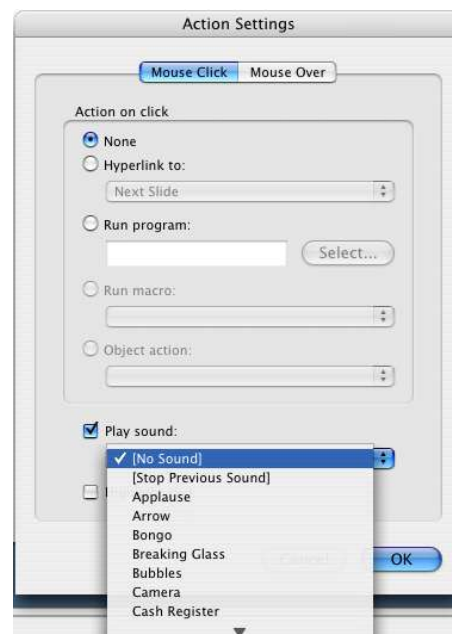 Action Settings
Mouse Click Mouse Over
Action on click
None
Hyperlink to:
Next Slide
Run program:
Select...
Run macro:
Object action:
Play sound:
✓ [No Sound]
[Stop Previous Sound]
Applause
Arrow
Bongo
Breaking Glass
Bubbles
Camera
Cash Register
Cancel OK